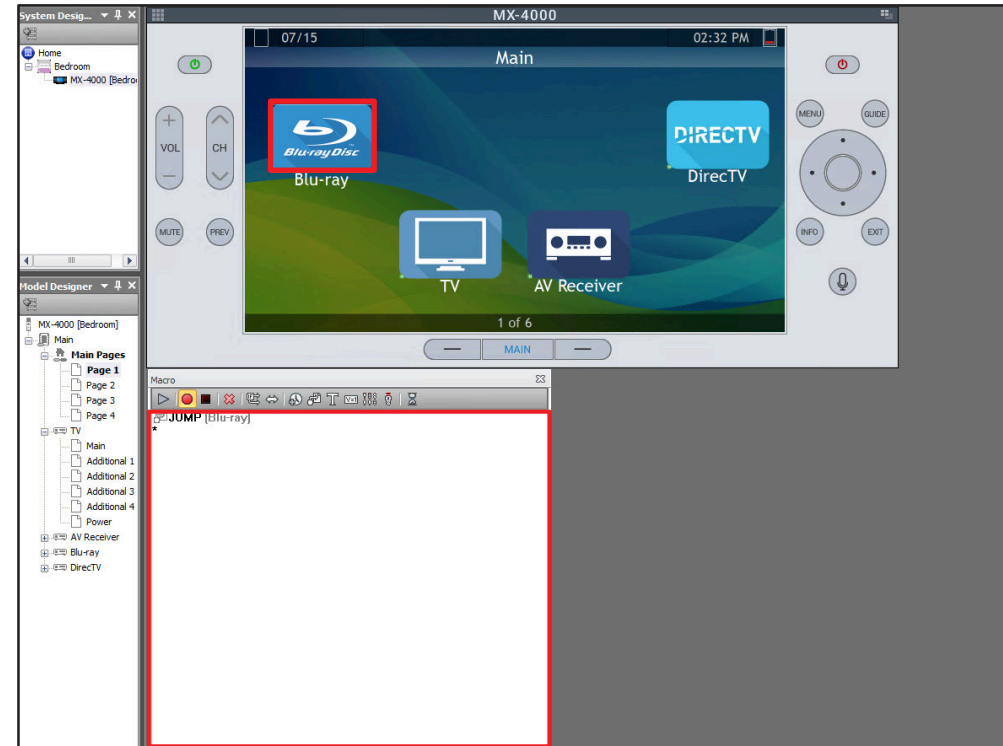 System Desig...
Home
Bedroom
MX-4000 [Bedro
Model Designer
MX-4000 [Bedroom]
Main
Main Pages
Page 1
Page 2
Page 3
Page 4
TV
Main
Additional 1
Additional 2
Additional 3
Additional 4
Power
AV Receiver
Blu-ray
DirecTV
MX-4000
07/15
02:32 PM
Main
VOL
CH
MUTE
PREV
Blu-ray Disc
Blu-ray
DIRECTV
DirecTV
TV
AV Receiver
1 of 6
MAIN
MENU
GUIDE
INFO
EXIT
Macro
JUMP [Blu-ray]
*